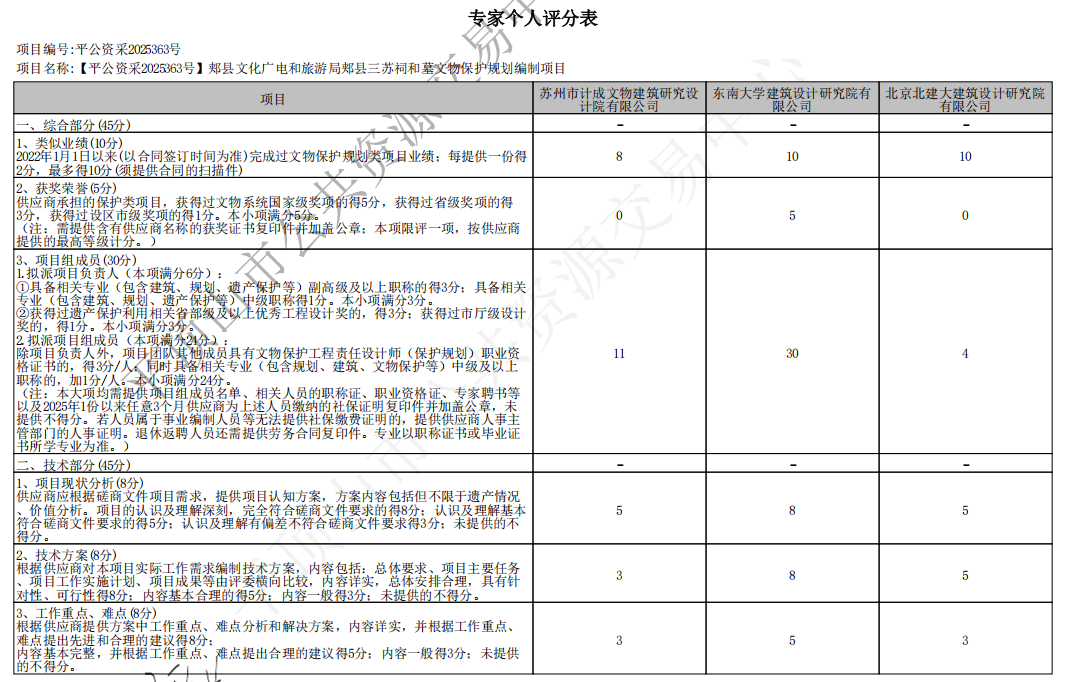 专家个人评分表
项目编号:平公资采2025363号
项目名称:【平公资采2025363号】郏县文化广电和旅游局郏县三苏祠和墓文物保护规划编制项目
项目
苏州市计成文物建筑研究设
计院有限公司
东南大学建筑设计研究院有
限公司
北京北建大建筑设计研究院
有限公司
一、综合部分(45分)
–
–
–
1、类似业绩(10分)
2022年1月1日以来(以合同签订时间为准)完成过文物保护规划类项目业绩;每提供一份得
2分,最多得10分(须提供合同的扫描件)
8
10
10
2、获奖荣誉(5分)
供应商承担的保护类项目,获得过文物系统国家级奖项的得5分,获得过省级奖项的得
3分,获得过设区市级奖项的得1分。本小项满分5分。
(注:需提供含有供应商名称的获奖证书复印件并加盖公章;本项限评一项,按供应商
提供的最高等级计分。)
0
5
0
3、项目组成员(30分)
1.拟派项目负责人(本项满分6分):
①具备相关专业(包含建筑、规划、遗产保护等)副高级及以上职称的得3分;具备相关
专业(包含建筑、规划、遗产保护等)中级职称得1分。本小项满分3分。
②获得过遗产保护利用相关省部级及以上优秀工程设计奖的,得3分;获得过市厅级设计
奖的,得1分。本小项满分3分。
2.拟派项目组成员(本项满分24分):
除项目负责人外,项目团队其他成员具有文物保护工程责任设计师(保护规划)职业资
格证书的,得3分/人;同时具备相关专业(包含规划、建筑、文物保护等)中级及以上
职称的,加1分/人。本小项满分24分。
(注:本大项均需提供项目组成员名单、相关人员的职称证、职业资格证、专家聘书等
以及2025年1份以来任意3个月供应商为上述人员缴纳的社保证明复印件并加盖公章,未
提供不得分。若人员属于事业编制人员等无法提供社保缴费证明的,提供供应商人事主
管部门的人事证明。退休返聘人员还需提供劳务合同复印件。专业以职称证书或毕业证
书所学专业为准。)
11
30
4
二、技术部分(45分)
–
–
–
1、项目现状分析(8分)
供应商应根据磋商文件项目需求,提供项目认知方案,方案内容包括但不限于遗产情况
、价值分析。项目的认识及理解深刻,完全符合磋商文件要求的得8分;认识及理解基本
符合磋商文件要求的得5分;认识及理解有偏差不符合磋商文件要求得3分;未提供的不
得分。
5
8
5
2、技术方案(8分)
根据供应商对本项目实际工作需求编制技术方案,内容包括:总体要求、项目主要任务
、项目工作实施计划、项目成果等由评委横向比较,内容详实,总体安排合理,具有针
对性、可行性得8分;内容基本合理的得5分;内容一般得3分;未提供的不得分。
3
8
5
3、工作重点、难点(8分)
根据供应商提供方案中工作重点、难点分析和解决方案,内容详实,并根据工作重点、
难点提出先进和合理的建议得8分;
内容基本完整,并根据工作重点、难点提出合理的建议得5分;内容一般得3分;未提供
的不得分。
3
5
3
平顶山市公共资源交易中心
平顶山市公共资源交易中心